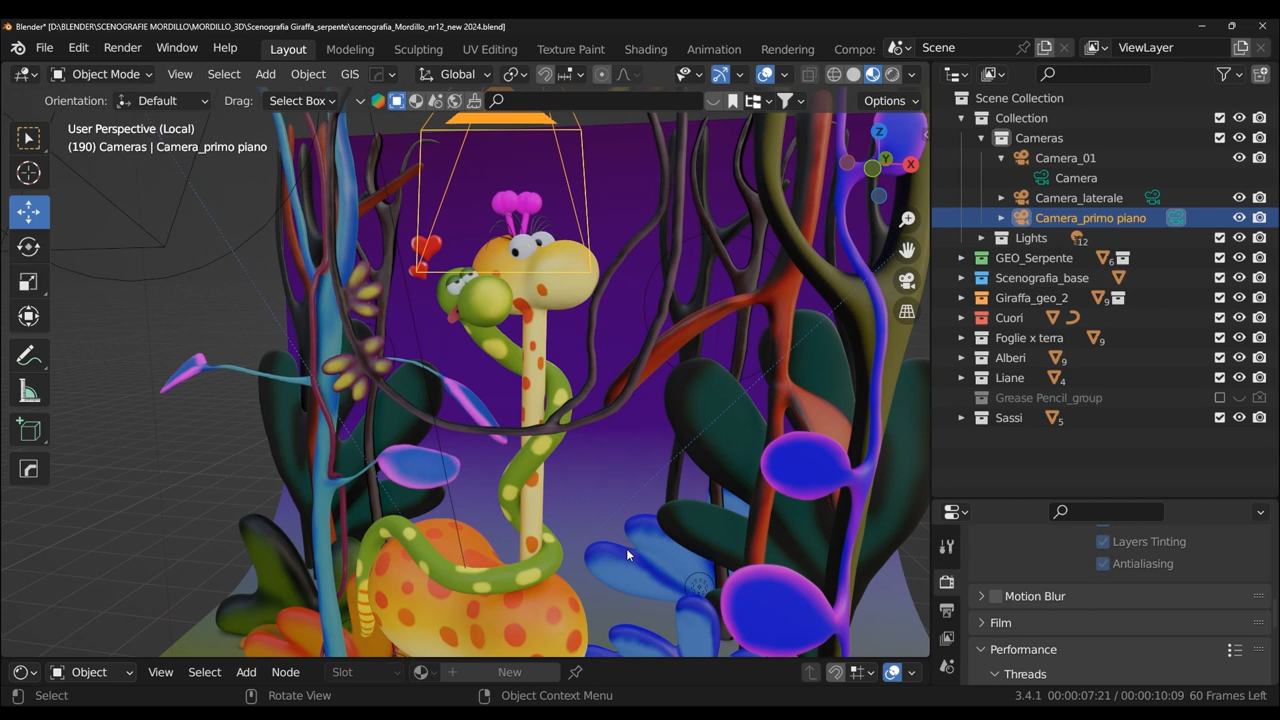 Blender* [D:\BLENDER\SCENOGRAFIE MORDILLO\MORDILLO_3D\Scenografia Giraffa_serpente\scenografia_Mordillo_nr12_new 2024.blend]
File Edit Render Window Help Layout Modeling Sculpting UV Editing Texture Paint Shading Animation Rendering Compos Scene ViewLayer
Object Mode View Select Add Object GIS Global
Orientation: Default Drag: Select Box Options
User Perspective (Local)
(190) Cameras | Camera_primo piano
Z
Y
X
Scene Collection
Collection
Cameras
Camera_01
Camera
Camera_laterale
Camera_primo piano
Lights 12
GEO_Serpente 6
Scenografia_base
Giraffa_geo_2 9
Cuori
Foglie x terra 9
Alberi 9
Liane 4
Grease Pencil_group
Sassi 5
Layers Tinting
Antialiasing
Motion Blur
Film
Performance
Threads
Object View Select Add Node Slot New
Select Rotate View Object Context Menu 3.4.1 00:00:07:21 / 00:00:10:09 60 Frames Left